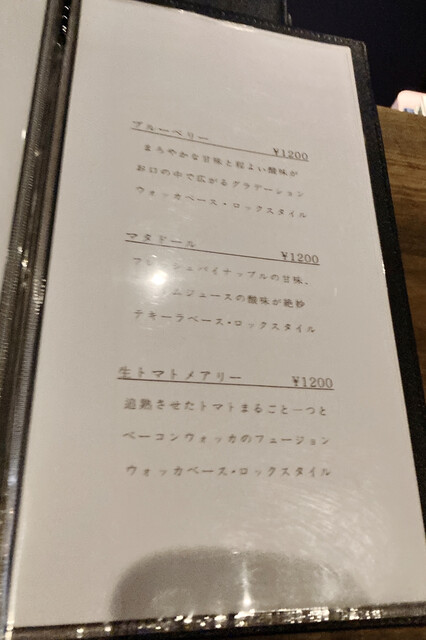 ブルーベリー ¥1200
まろやかな甘味と程よい酸味が
お口の中で広がるグラデーション
ウォッカベース・ロックスタイル
マタドール ¥1200
フレッシュパイナップルの甘味、
ムジュースの酸味が絶妙
テキーラベース・ロックスタイル
生トマトメアリー ¥1200
追熟させたトマトまるごと一つと
ベーコンウォッカのフュージョン
ウォッカベース・ロックスタイル